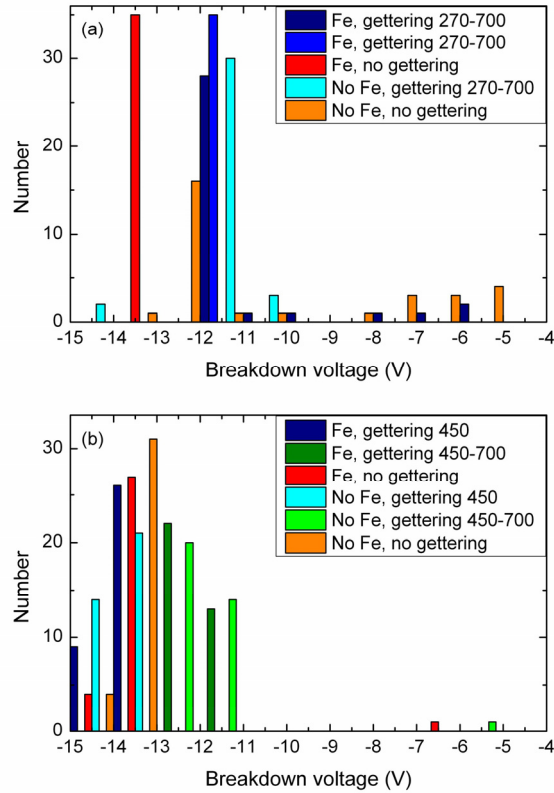 (a)
Fe, gettering 270-700
Fe, gettering 270-700
Fe, no gettering
No Fe, gettering 270-700
No Fe, no gettering
30
20
10
0
Number
-15 -14 -13 -12 -11 -10 -9 -8 -7 -6 -5 -4
Breakdown voltage (V)
(b)
Fe, gettering 450
Fe, gettering 450-700
Fe, no gettering
No Fe, gettering 450
No Fe, gettering 450-700
No Fe, no gettering
30
20
10
0
Number
-15 -14 -13 -12 -11 -10 -9 -8 -7 -6 -5 -4
Breakdown voltage (V)